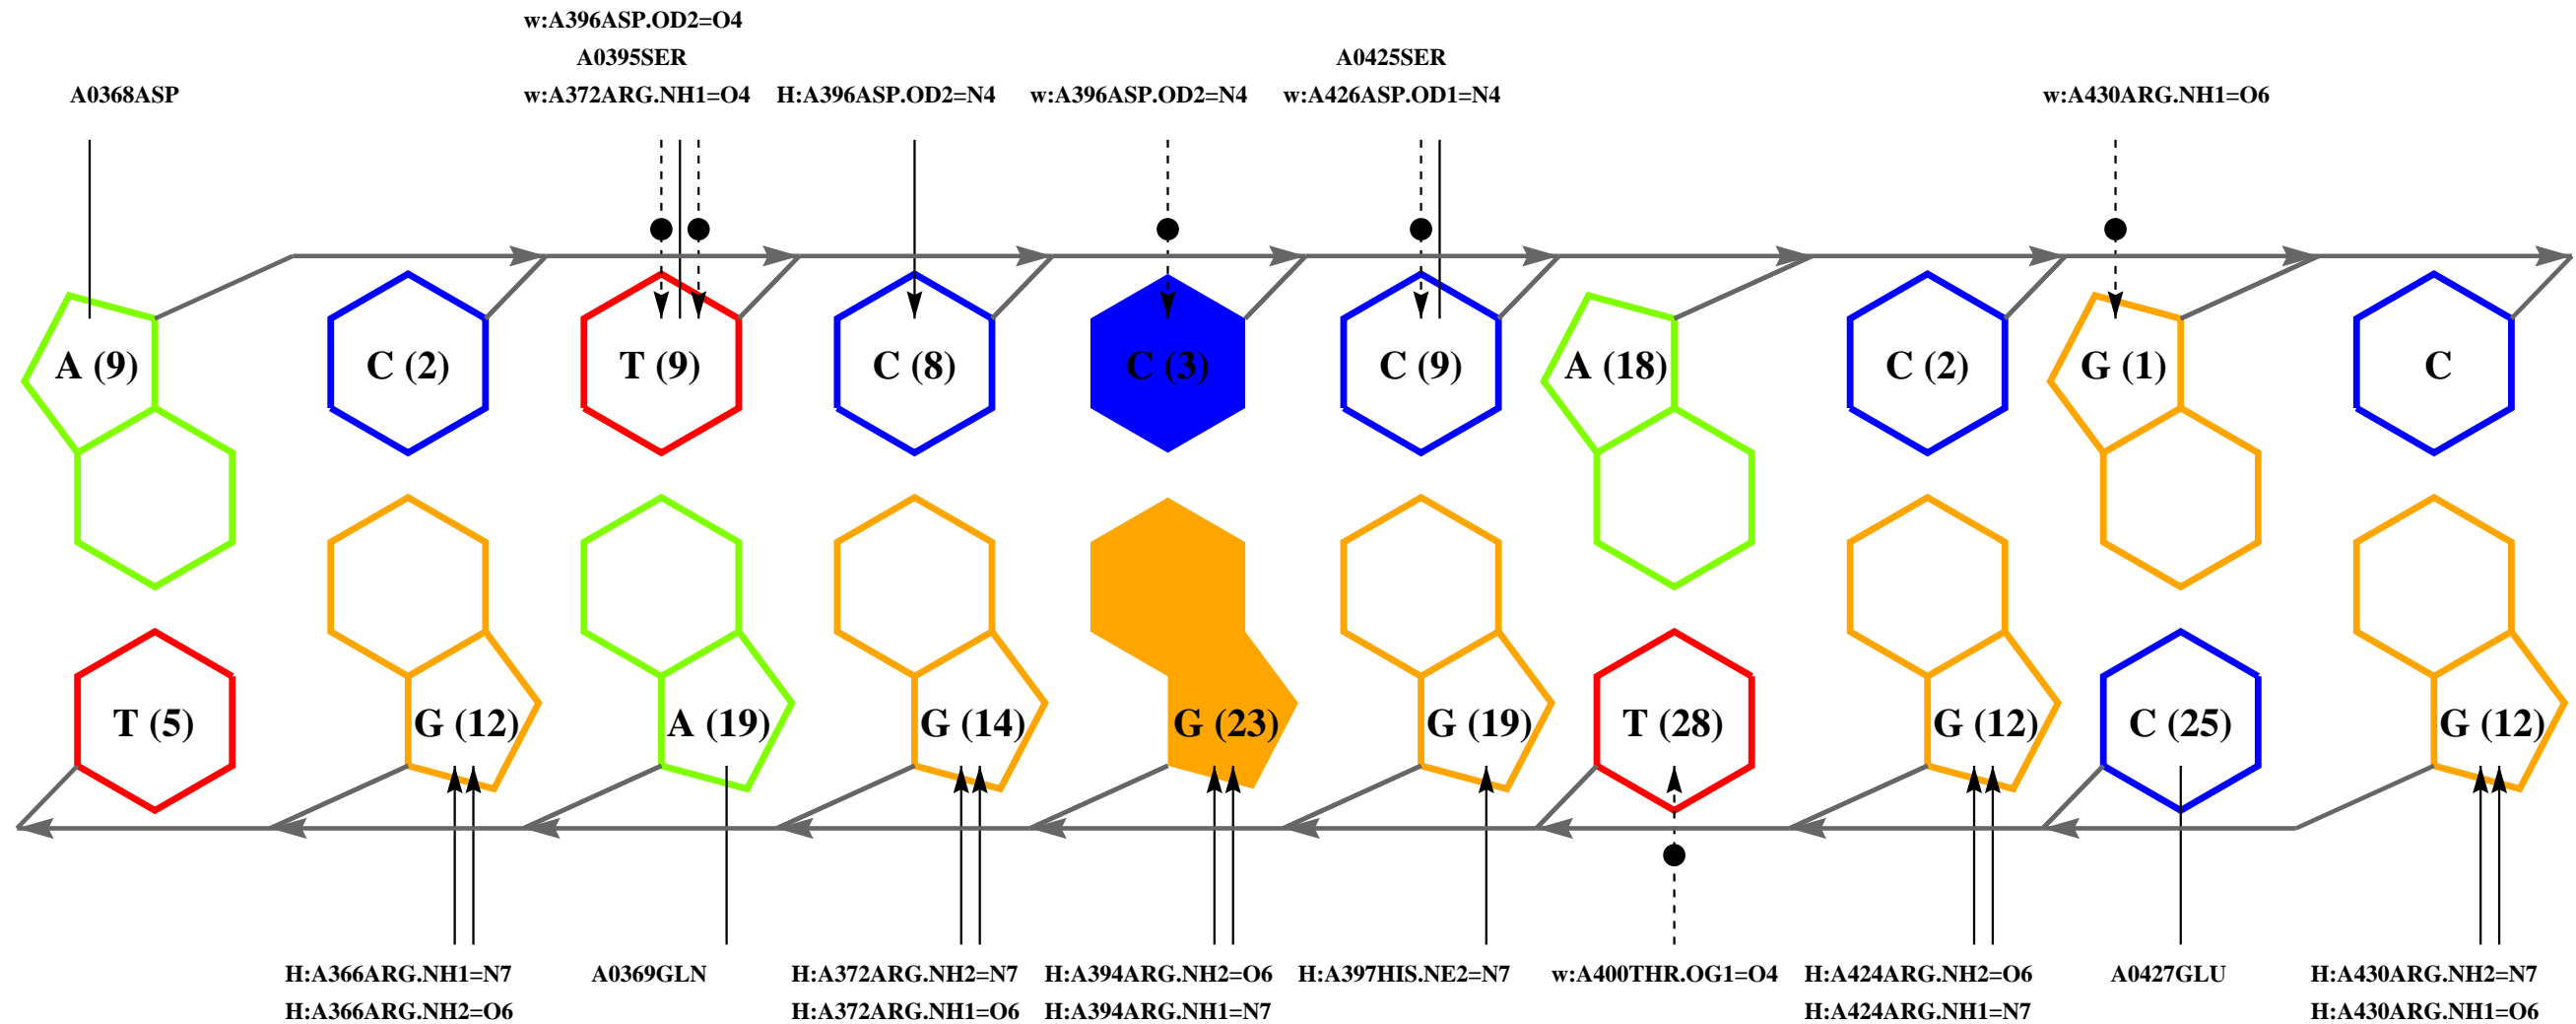 w:A396ASP.OD2=O4
A0395SER A0425SER
A0368ASP w:A372ARG.NH1=O4 H:A396ASP.OD2=N4 w:A396ASP.OD2=N4 w:A426ASP.OD1=N4 w:A430ARG.NH1=O6
A (9) C (2) T (9) C (8) C (3) C (9) A (18) C (2) G (1) C
T (5) G (12) A (19) G (14) G (23) G (19) T (28) G (12) C (25) G (12)
H:A366ARG.NH1=N7 A0369GLN H:A372ARG.NH2=N7 H:A394ARG.NH2=O6 H:A397HIS.NE2=N7 w:A400THR.OG1=O4 H:A424ARG.NH2=O6 A0427GLU H:A430ARG.NH2=N7
H:A366ARG.NH2=O6 H:A372ARG.NH1=O6 H:A394ARG.NH1=N7 H:A424ARG.NH1=N7 H:A430ARG.NH1=O6